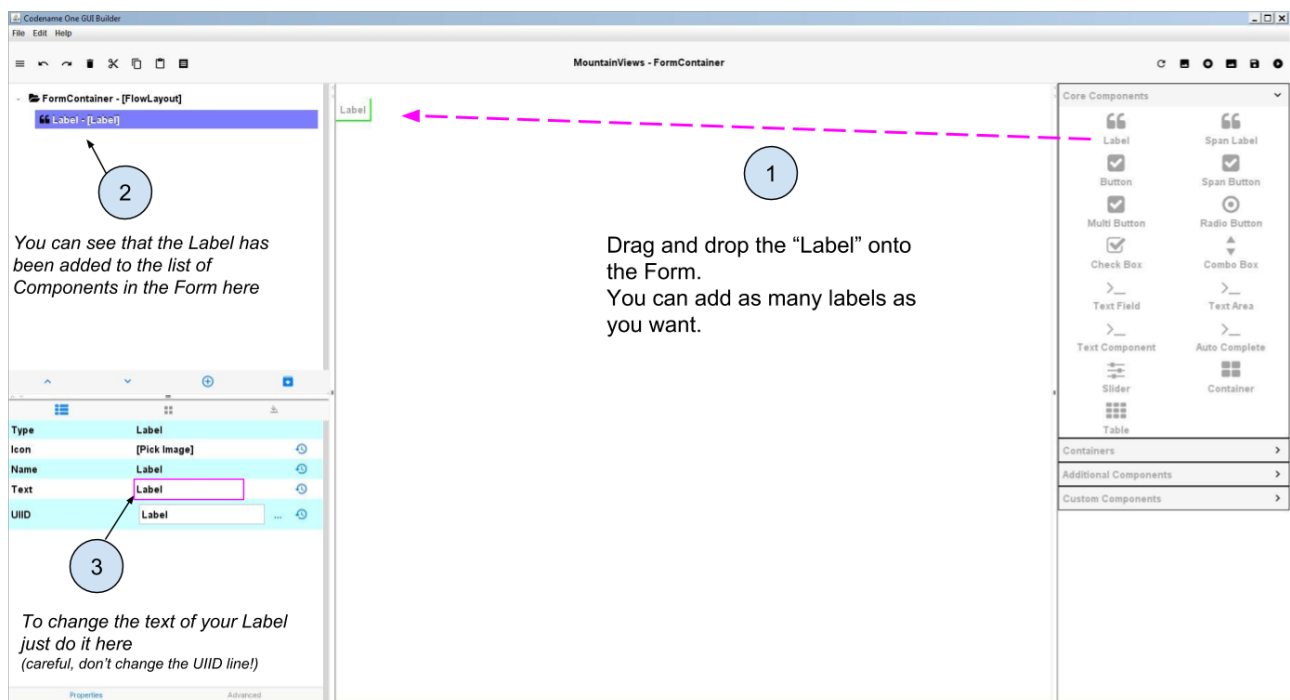 Codename One GUI Builder
File Edit Help
MountainViews - FormContainer
FormContainer - [FlowLayout]
Label - [Label]
2
You can see that the Label has
been added to the list of
Components in the Form here
Type Label
Icon [Pick Image]
Name Label
Text Label
UIID Label ...
3
To change the text of your Label
just do it here
(careful, don't change the UIID line!)
Properties Advanced
Label
1
Drag and drop the “Label” onto
the Form.
You can add as many labels as
you want.
Core Components
Label Span Label
Button Span Button
Multi Button Radio Button
Check Box Combo Box
Text Field Text Area
Text Component Auto Complete
Slider Container
Table
Containers
Additional Components
Custom Components